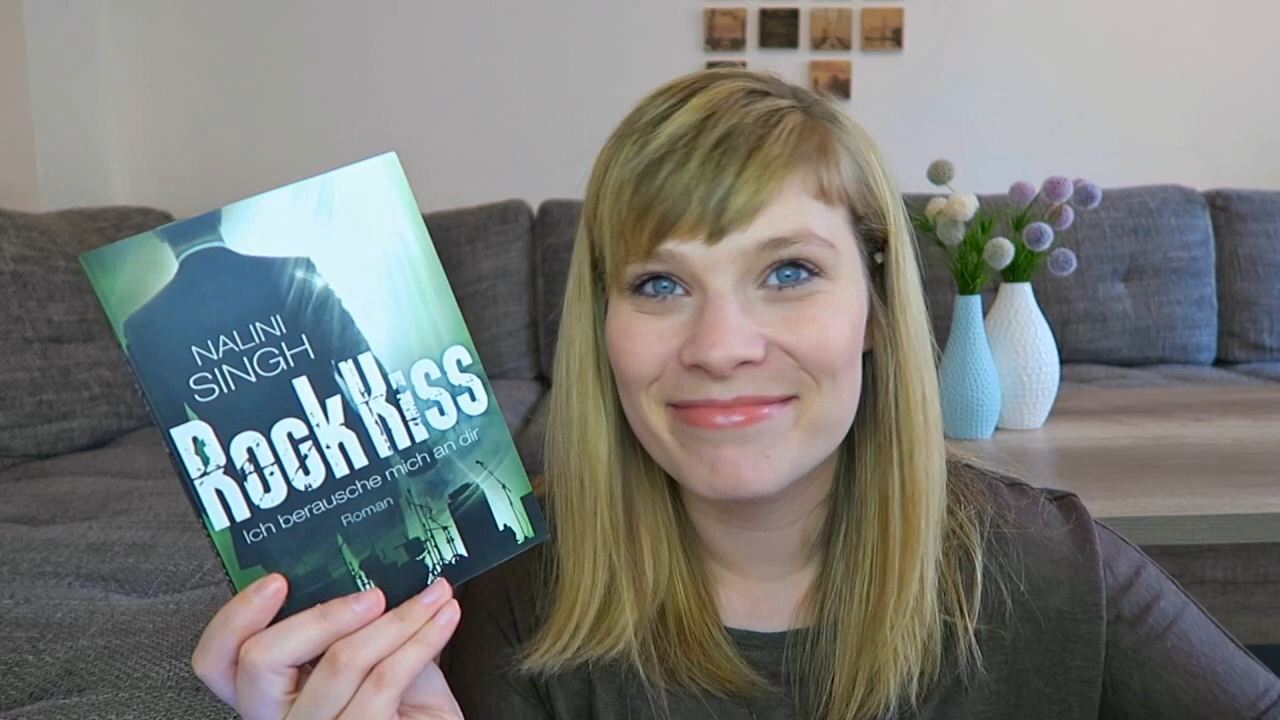 NALINI
SINGH
Rock Kiss
Ich berausche mich an dir
Roman